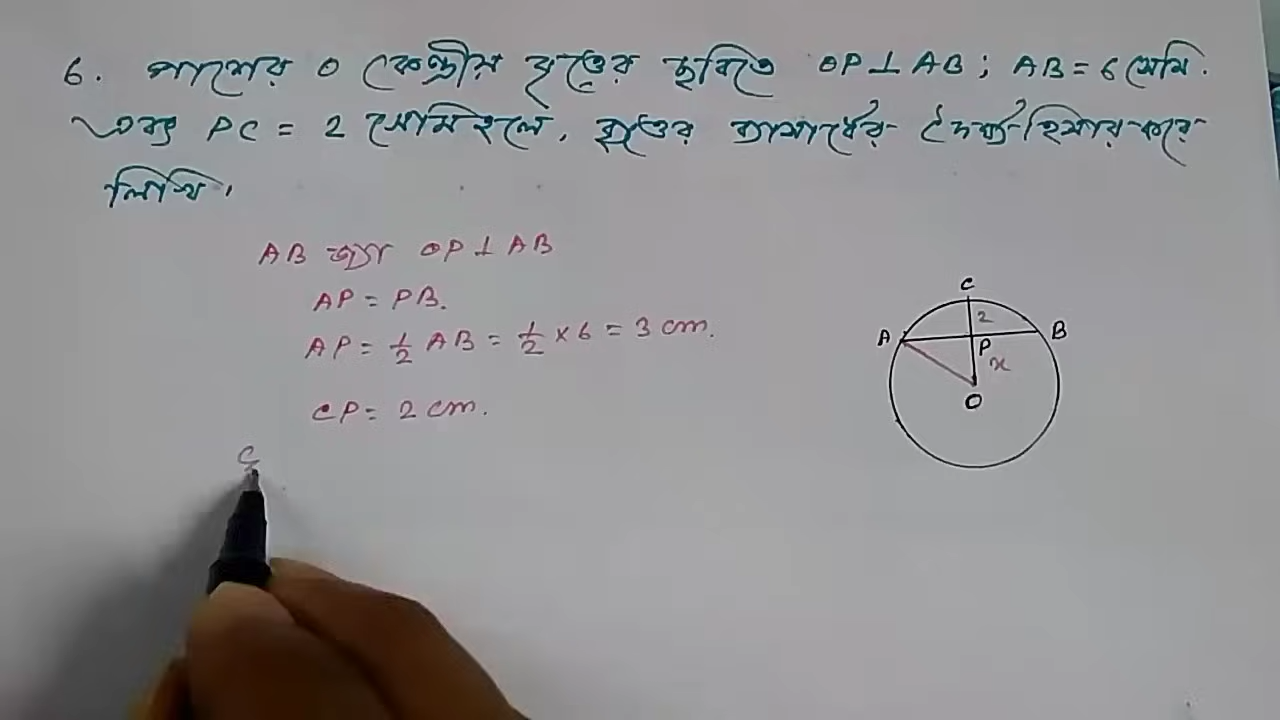 6. পাশের O কেন্দ্রীয় বৃত্তের ছবিতে OP⊥AB; AB = 6 সেমি.
এবং PC = 2 সেমি হলে, বৃত্তের ব্যাসার্ধের দৈর্ঘ্য হিসাব করে
লিখি।
AB জ্যা OP⊥AB
AP = PB.
AP = 1/2 AB = 1/2 × 6 = 3 cm.
CP = 2 cm.
C
2
A
B
P
x
O